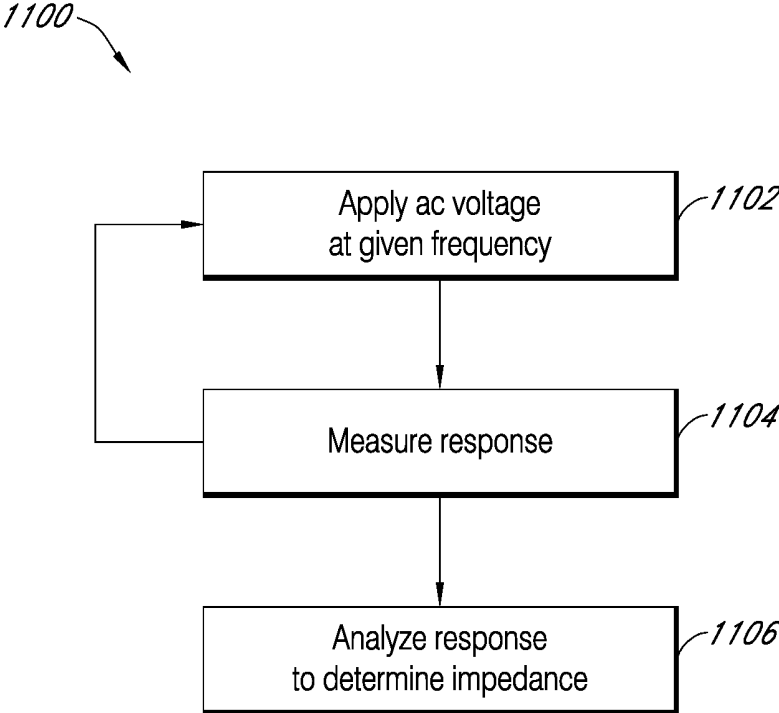 1100
Apply ac voltage
at given frequency
1102
Measure response
1104
Analyze response
to determine impedance
1106